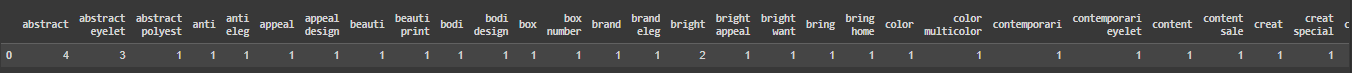 abstract abstract eyelet abstract polyest anti anti eleg appeal appeal design beauti beauti print bodi bodi design box box number brand brand eleg bright bright appeal bright want bring bring home color color multicolor contemporari contemporari eyelet content content sale creat creat special c
0 4 3 1 1 1 1 1 1 1 1 1 1 1 1 1 2 1 1 1 1 1 1 1 1 1 1 1 1